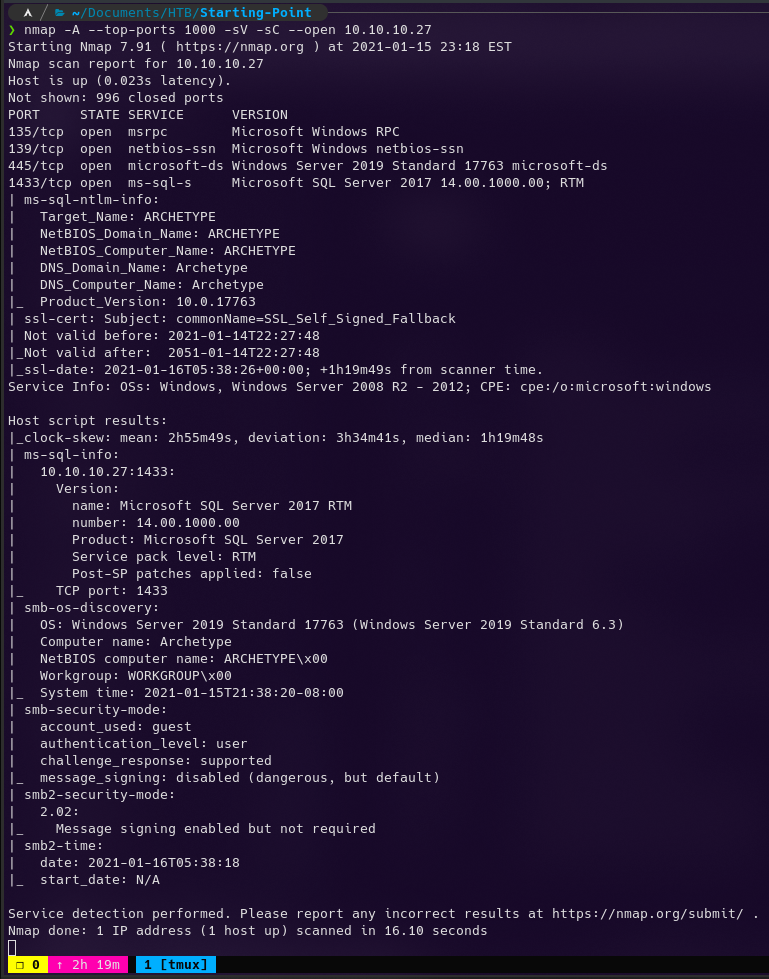 ~/Documents/HTB/Starting-Point
❯ nmap -A --top-ports 1000 -sV -sC --open 10.10.10.27
Starting Nmap 7.91 ( https://nmap.org ) at 2021-01-15 23:18 EST
Nmap scan report for 10.10.10.27
Host is up (0.023s latency).
Not shown: 996 closed ports
PORT     STATE SERVICE      VERSION
135/tcp  open  msrpc        Microsoft Windows RPC
139/tcp  open  netbios-ssn  Microsoft Windows netbios-ssn
445/tcp  open  microsoft-ds Windows Server 2019 Standard 17763 microsoft-ds
1433/tcp open  ms-sql-s     Microsoft SQL Server 2017 14.00.1000.00; RTM
| ms-sql-ntlm-info:
|   Target_Name: ARCHETYPE
|   NetBIOS_Domain_Name: ARCHETYPE
|   NetBIOS_Computer_Name: ARCHETYPE
|   DNS_Domain_Name: Archetype
|   DNS_Computer_Name: Archetype
|_  Product_Version: 10.0.17763
| ssl-cert: Subject: commonName=SSL_Self_Signed_Fallback
| Not valid before: 2021-01-14T22:27:48
|_Not valid after:  2051-01-14T22:27:48
|_ssl-date: 2021-01-16T05:38:26+00:00; +1h19m49s from scanner time.
Service Info: OSs: Windows, Windows Server 2008 R2 - 2012; CPE: cpe:/o:microsoft:windows
Host script results:
|_clock-skew: mean: 2h55m49s, deviation: 3h34m41s, median: 1h19m48s
| ms-sql-info:
|   10.10.10.27:1433:
|     Version:
|       name: Microsoft SQL Server 2017 RTM
|       number: 14.00.1000.00
|       Product: Microsoft SQL Server 2017
|       Service pack level: RTM
|       Post-SP patches applied: false
|_    TCP port: 1433
| smb-os-discovery:
|   OS: Windows Server 2019 Standard 17763 (Windows Server 2019 Standard 6.3)
|   Computer name: Archetype
|   NetBIOS computer name: ARCHETYPE\x00
|   Workgroup: WORKGROUP\x00
|_  System time: 2021-01-15T21:38:20-08:00
| smb-security-mode:
|   account_used: guest
|   authentication_level: user
|   challenge_response: supported
|_  message_signing: disabled (dangerous, but default)
| smb2-security-mode:
|   2.02:
|_    Message signing enabled but not required
| smb2-time:
|   date: 2021-01-16T05:38:18
|_  start_date: N/A
Service detection performed. Please report any incorrect results at https://nmap.org/submit/ .
Nmap done: 1 IP address (1 host up) scanned in 16.10 seconds
❐ 0 ↑ 2h 19m 1 [tmux]